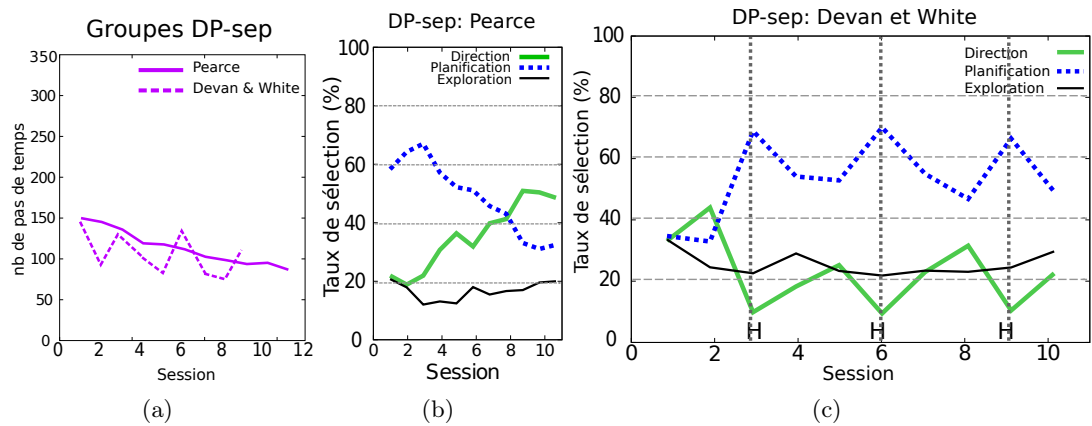 Groupes DP-sep
nb de pas de temps
350
300
250
200
150
100
50
0
Pearce
Devan & White
0 2 4 6 8 10 12
Session
(a)
DP-sep: Pearce
Taux de sélection (%)
100
80
60
40
20
0
Direction
Planification
Exploration
0 2 4 6 8 10
Session
(b)
DP-sep: Devan et White
Taux de sélection (%)
100
80
60
40
20
0
Direction
Planification
Exploration
H H H
0 2 4 6 8 10
Session
(c)